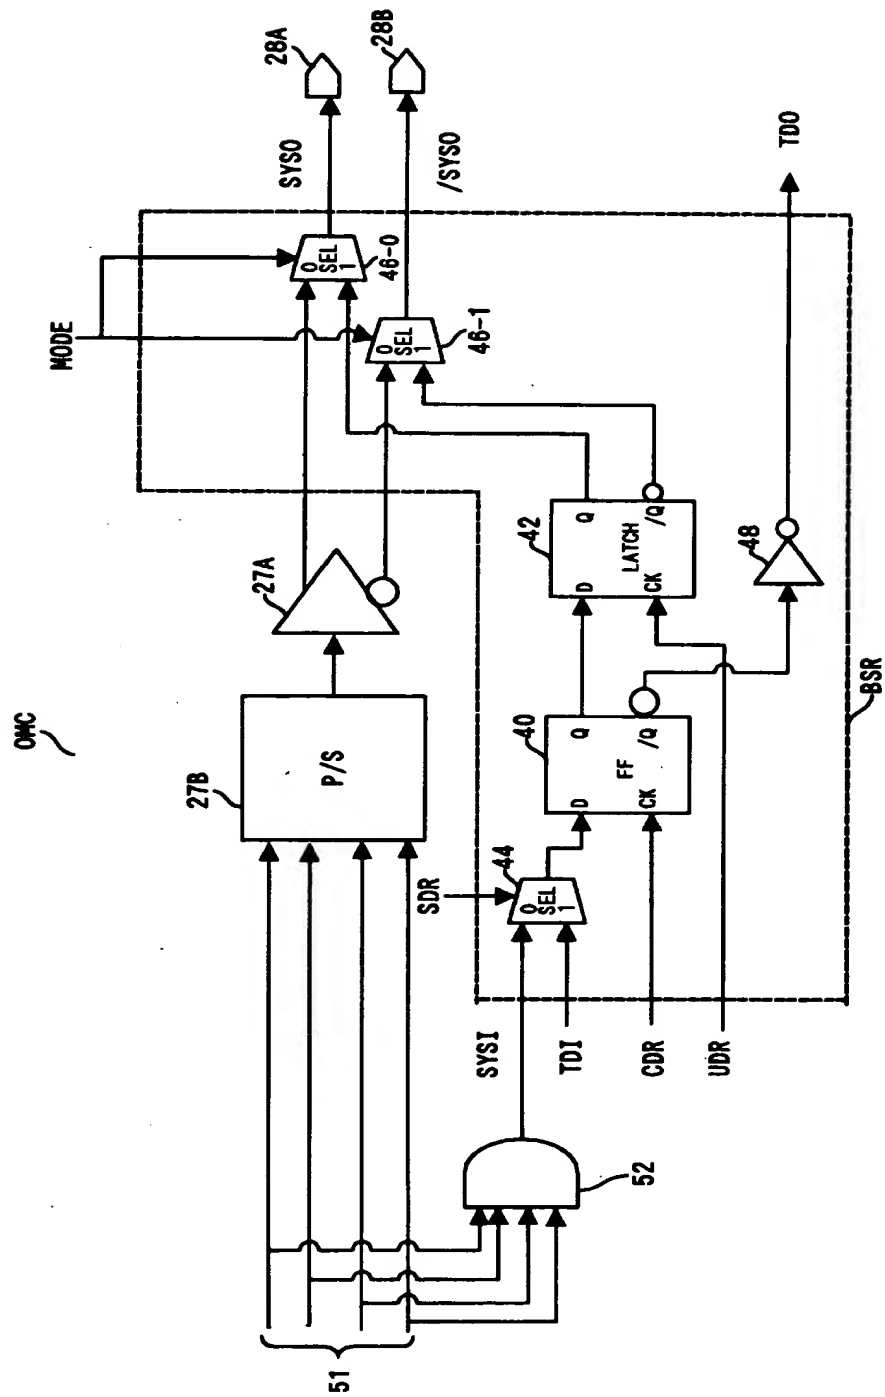 OMC
MODE
28A
28B
SYSO
/SYSO
0
SEL
1
46-0
0
SEL
1
46-1
27A
27B
P/S
51
52
SYSI
TDI
CDR
UDR
SDR
44
0
SEL
1
40
D
Q
FF
CK
/Q
42
D
Q
LATCH
CK
/Q
48
TDO
BSR